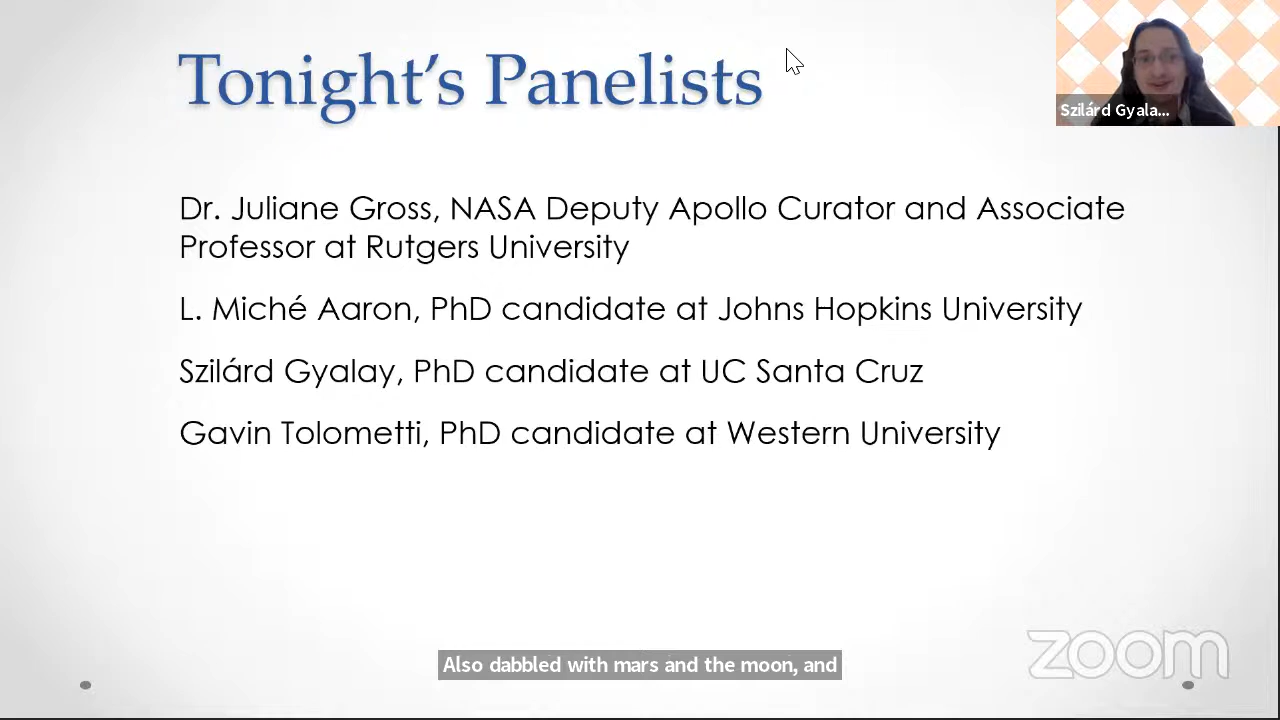 Tonight's Panelists
Szilárd Gyala...
Dr. Juliane Gross, NASA Deputy Apollo Curator and Associate
Professor at Rutgers University
L. Miché Aaron, PhD candidate at Johns Hopkins University
Szilárd Gyalay, PhD candidate at UC Santa Cruz
Gavin Tolometti, PhD candidate at Western University
Also dabbled with mars and the moon, and
zoom